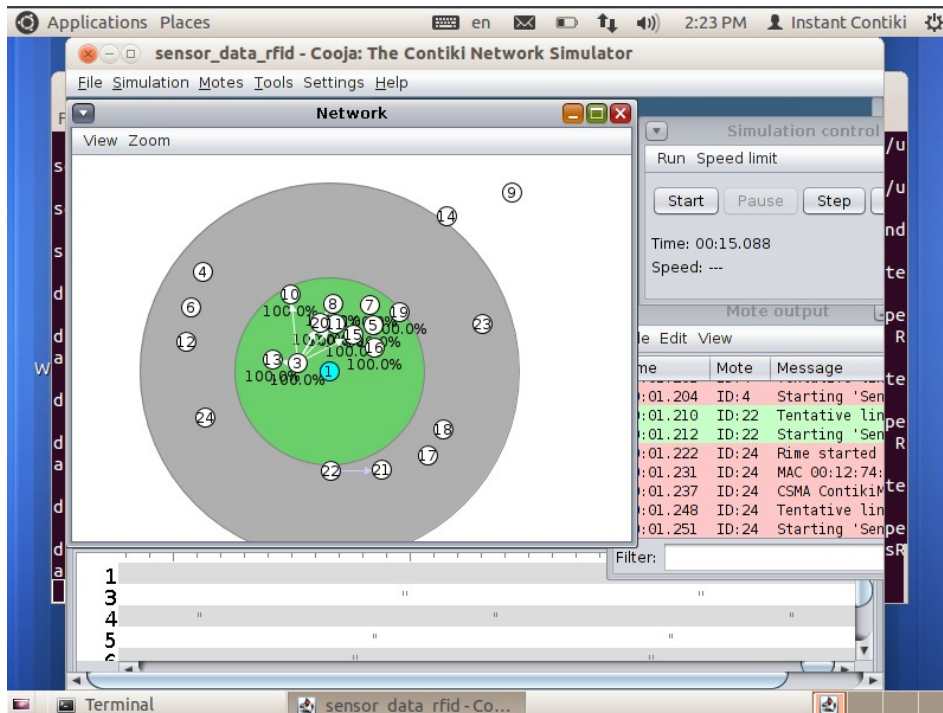 Applications Places en 2:23 PM Instant Contiki
sensor_data_rfid - Cooja: The Contiki Network Simulator
File Simulation Motes Tools Settings Help
Network
View Zoom
9
14
4
10
8
7
6
19
20
11
5
23
12
15
16
13
3
1
100.0%
24
18
17
22
21
Simulation control
Run Speed limit
Start Pause Step
Time: 00:15.088
Speed: ---
Mote output
Edit View
Mote Message
:01.204 ID:4 Starting 'Sen
:01.210 ID:22 Tentative lin
:01.212 ID:22 Starting 'Sen
:01.222 ID:24 Rime started
:01.231 ID:24 MAC 00:12:74:
:01.237 ID:24 CSMA ContikiM
:01.248 ID:24 Tentative lin
:01.251 ID:24 Starting 'Sen
Filter:
1
3
4
5
6
Terminal sensor_data_rfid - Co...